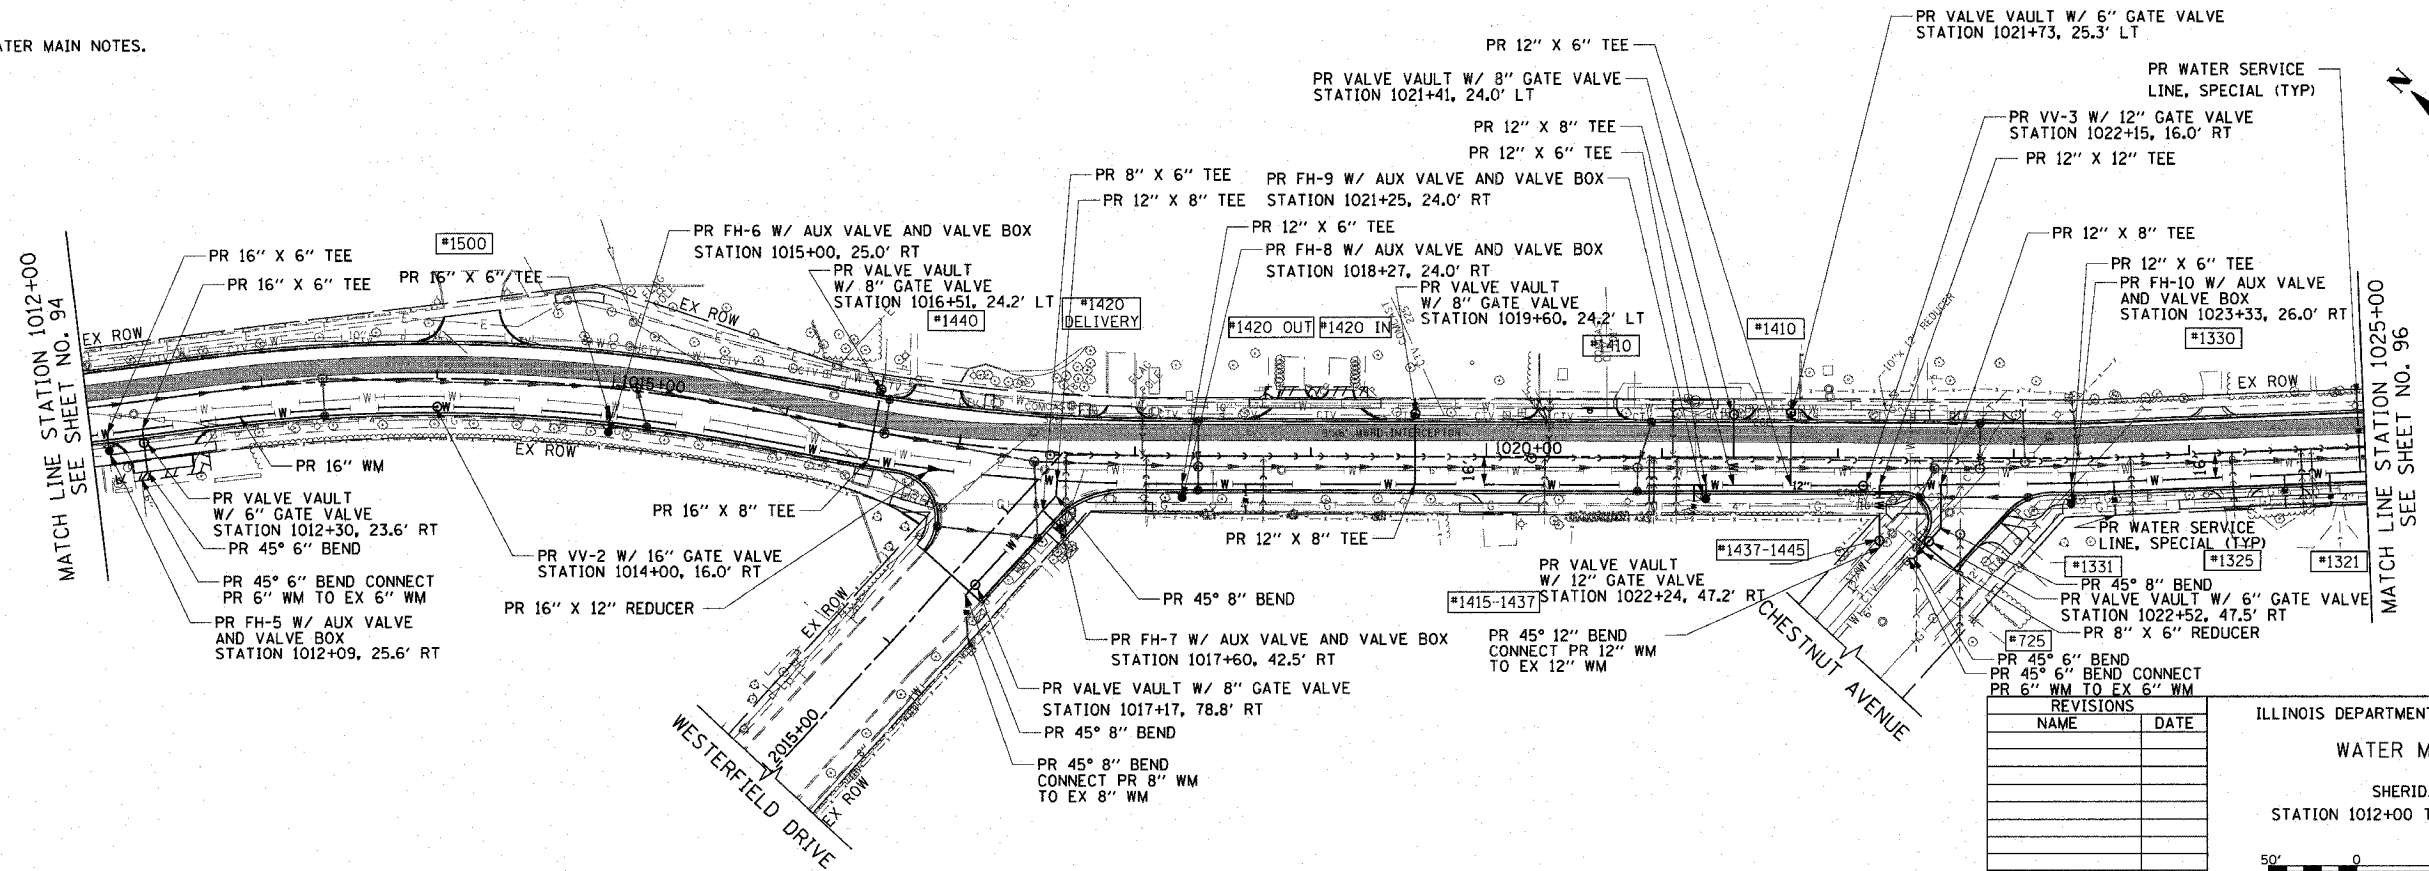 ATER MAIN NOTES.
MATCH LINE STATION 1012+00
SEE SHEET NO. 94
PR 16" X 6" TEE
PR 16" X 6" TEE
#1500
PR 16" X 6" TEE
EX ROW
EX ROW
EX ROW
PR FH-6 W/ AUX VALVE AND VALVE BOX
STATION 1015+00, 25.0' RT
PR VALVE VAULT
W/ 8" GATE VALVE
STATION 1016+51, 24.2' LT
#1440
1015+00
PR 16" WM
PR VALVE VAULT
W/ 6" GATE VALVE
STATION 1012+30, 23.6' RT
PR 45° 6" BEND
PR 45° 6" BEND CONNECT
PR 6" WM TO EX 6" WM
PR FH-5 W/ AUX VALVE
AND VALVE BOX
STATION 1012+09, 25.6' RT
PR VV-2 W/ 16" GATE VALVE
STATION 1014+00, 16.0' RT
PR 16" X 8" TEE
PR 16" X 12" REDUCER
PR 8" X 6" TEE
PR 12" X 8" TEE
#1420
DELIVERY
PR 12" X 6" TEE
PR VALVE VAULT W/ 8" GATE VALVE
STATION 1021+41, 24.0' LT
PR 12" X 8" TEE
PR 12" X 6" TEE
PR FH-9 W/ AUX VALVE AND VALVE BOX
STATION 1021+25, 24.0' RT
PR 12" X 6" TEE
PR FH-8 W/ AUX VALVE AND VALVE BOX
STATION 1018+27, 24.0' RT
PR VALVE VAULT
W/ 8" GATE VALVE
STATION 1019+60, 24.2' LT
#1420 OUT
#1420 IN
#1410
#1410
FLAG
POLE
10"X 12" REDUCER
1020+00
16'
12"
PR VALVE VAULT W/ 6" GATE VALVE
STATION 1021+73, 25.3' LT
PR WATER SERVICE
LINE, SPECIAL (TYP)
N
PR VV-3 W/ 12" GATE VALVE
STATION 1022+15, 16.0' RT
PR 12" X 12" TEE
PR 12" X 8" TEE
PR 12" X 6" TEE
PR FH-10 W/ AUX VALVE
AND VALVE BOX
STATION 1023+33, 26.0' RT
#1330
EX ROW
16'
MATCH LINE STATION 1025+00
SEE SHEET NO. 96
PR 12" X 8" TEE
PR 45° 8" BEND
PR FH-7 W/ AUX VALVE AND VALVE BOX
STATION 1017+60, 42.5' RT
PR VALVE VAULT W/ 8" GATE VALVE
STATION 1017+17, 78.8' RT
PR 45° 8" BEND
PR 45° 8" BEND
CONNECT PR 8" WM
TO EX 8" WM
EX ROW
EX ROW
2015+00
WESTERFIELD DRIVE
PR VALVE VAULT
W/ 12" GATE VALVE
STATION 1022+24, 47.2' RT
#1437-1445
#1415-1437
PR 45° 12" BEND
CONNECT PR 12" WM
TO EX 12" WM
CHESTNUT AVENUE
PR WATER SERVICE
LINE, SPECIAL (TYP)
#1331
#1325
#1321
PR 45° 8" BEND
PR VALVE VAULT W/ 6" GATE VALVE
STATION 1022+52, 47.5' RT
PR 8" X 6" REDUCER
#725
PR 45° 6" BEND
PR 45° 6" BEND CONNECT
PR 6" WM TO EX 6" WM
REVISIONS
NAME DATE
ILLINOIS DEPARTMENT
WATER M
SHERID
STATION 1012+00 T
50' 0